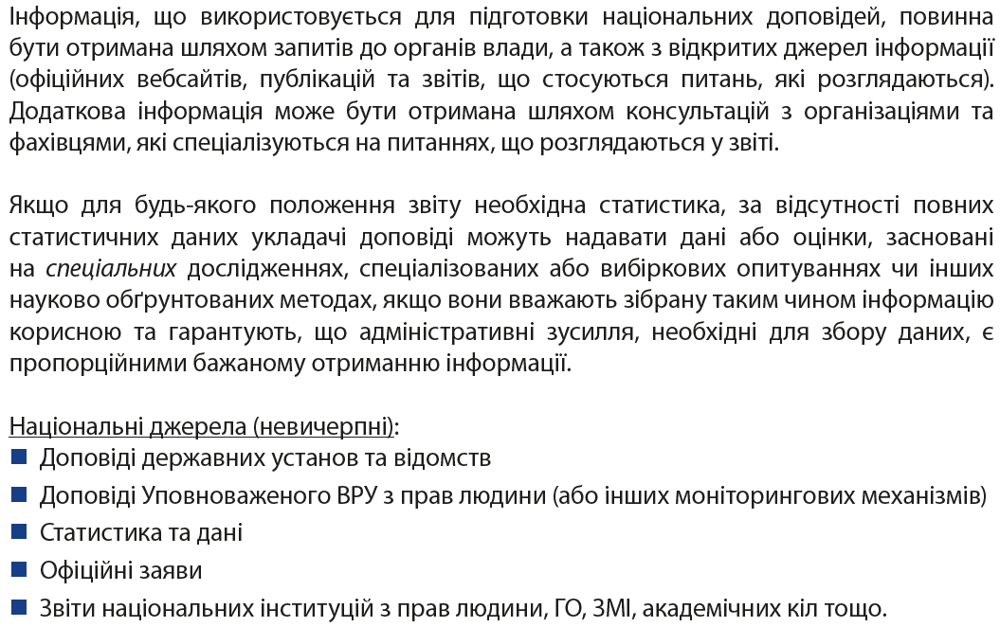 Інформація, що використовується для підготовки національних доповідей, повинна
бути отримана шляхом запитів до органів влади, а також з відкритих джерел інформації
(офіційних вебсайтів, публікацій та звітів, що стосуються питань, які розглядаються).
Додаткова інформація може бути отримана шляхом консультацій з організаціями та
фахівцями, які спеціалізуються на питаннях, що розглядаються у звіті.
Якщо для будь-якого положення звіту необхідна статистика, за відсутності повних
статистичних даних укладачі доповіді можуть надавати дані або оцінки, засновані
на спеціальних дослідженнях, спеціалізованих або вибіркових опитуваннях чи інших
науково обґрунтованих методах, якщо вони вважають зібрану таким чином інформацію
корисною та гарантують, що адміністративні зусилля, необхідні для збору даних, є
пропорційними бажаному отриманню інформації.
Національні джерела (невичерпні):
■ Доповіді державних установ та відомств
■ Доповіді Уповноваженого ВРУ з прав людини (або інших моніторингових механізмів)
■ Статистика та дані
■ Офіційні заяви
■ Звіти національних інституцій з прав людини, ГО, ЗМІ, академічних кіл тощо.